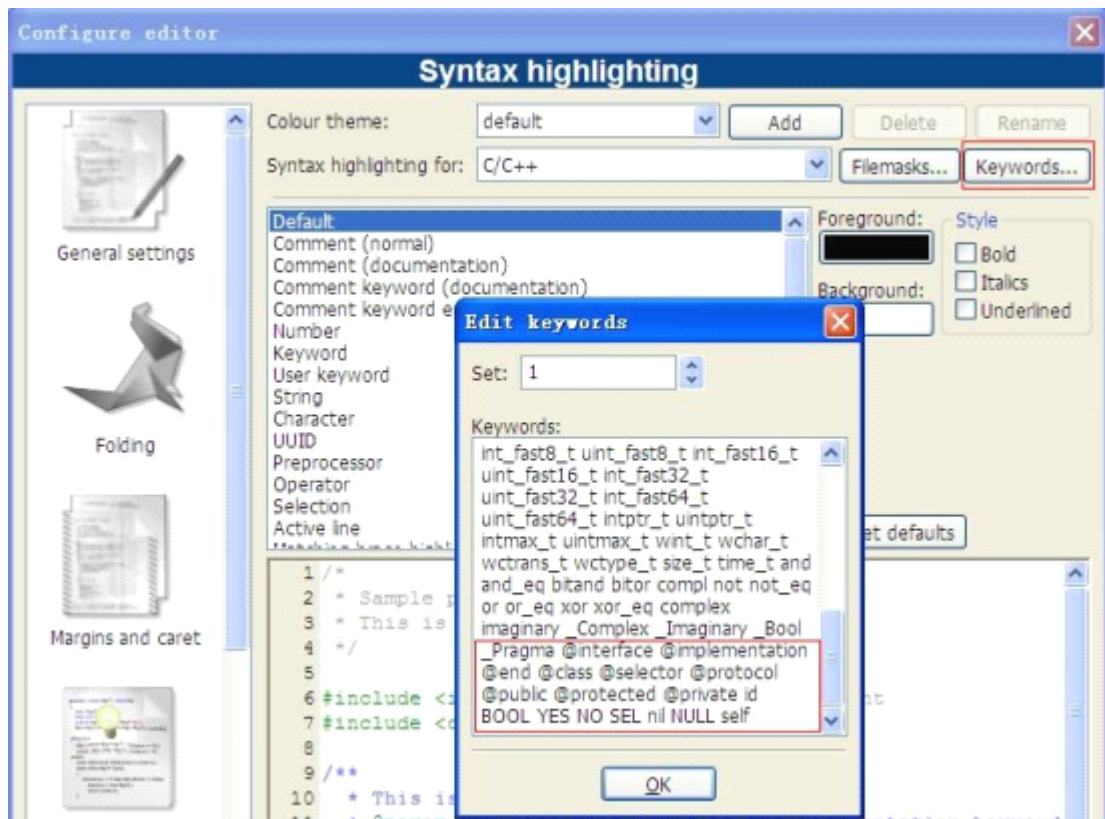 Configure editor
Syntax highlighting
Colour theme:
default
Add
Delete
Rename
Syntax highlighting for:
C/C++
Filemasks...
Keywords...
General settings
Folding
Margins and caret
Default
Comment (normal)
Comment (documentation)
Comment keyword (documentation)
Comment keyword e
Number
Keyword
User keyword
String
Character
UUID
Preprocessor
Operator
Selection
Active line
Foreground:
Background:
Style
Bold
Italics
Underlined
et defaults
Edit keywords
Set: 1
Keywords:
int_fast8_t uint_fast8_t int_fast16_t
uint_fast16_t int_fast32_t
uint_fast32_t int_fast64_t
uint_fast64_t intptr_t uintptr_t
intmax_t uintmax_t wint_t wchar_t
wctrans_t wctype_t size_t time_t and
and_eq bitand bitor compl not not_eq
or or_eq xor xor_eq complex
imaginary _Complex _Imaginary _Bool
_Pragma @interface @implementation
@end @class @selector @protocol
@public @protected @private id
BOOL YES NO SEL nil NULL self
OK
1 /*
2 * Sample p
3 * This is
4 */
5
6 #include <i
7 #include <c
8
9 /**
10 * This is